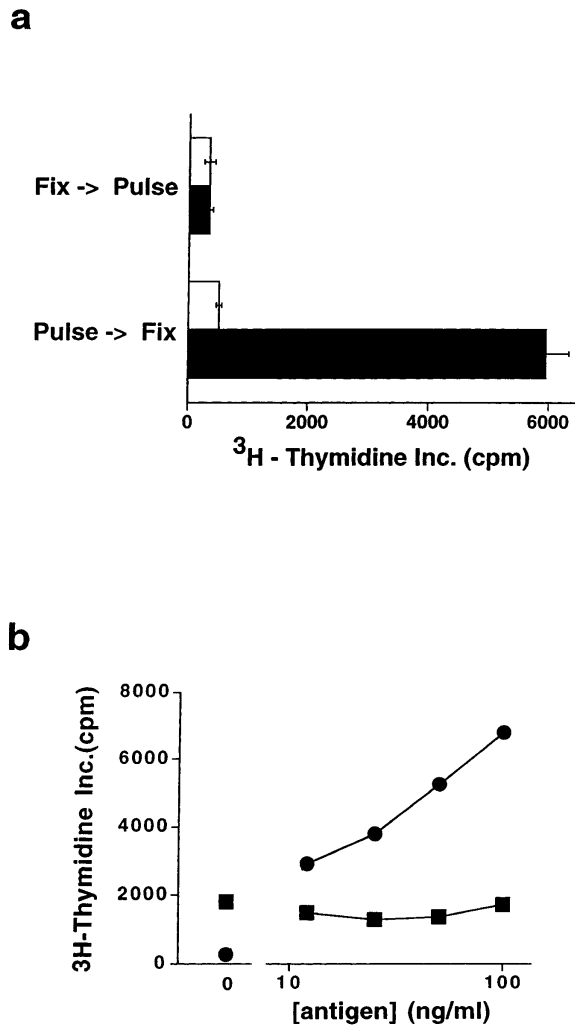 a
Fix -> Pulse
Pulse -> Fix
0 2000 4000 6000
3H - Thymidine Inc. (cpm)
b
3H-Thymidine Inc.(cpm)
8000
6000
4000
2000
0
0 10 100
[antigen] (ng/ml)